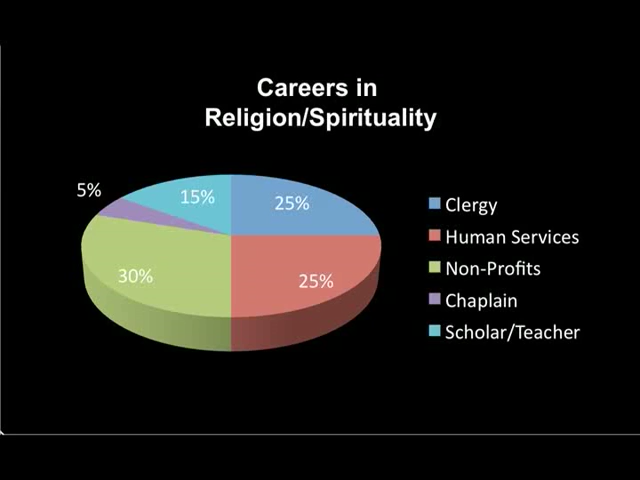 Careers in
Religion/Spirituality
5%
15%
25%
30%
25%
Clergy
Human Services
Non-Profits
Chaplain
Scholar/Teacher